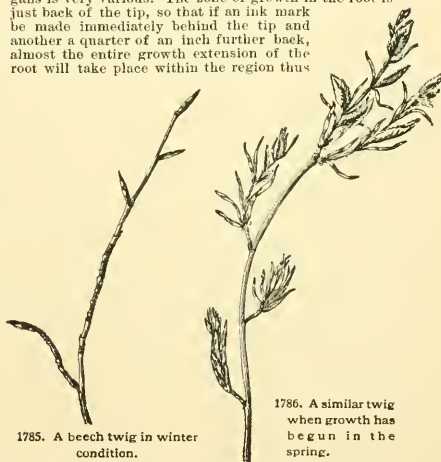 gans is very various. The zone of growth in the root is
just back of the tip, so that if an ink mark
be made immediately behind the tip and
another a quarter of an inch further back,
almost the entire growth extension of the
root will take place within the region thus
1785. A beech twig in winter
condition.
1786. A similar twig
when growth has
begun in the
spring.